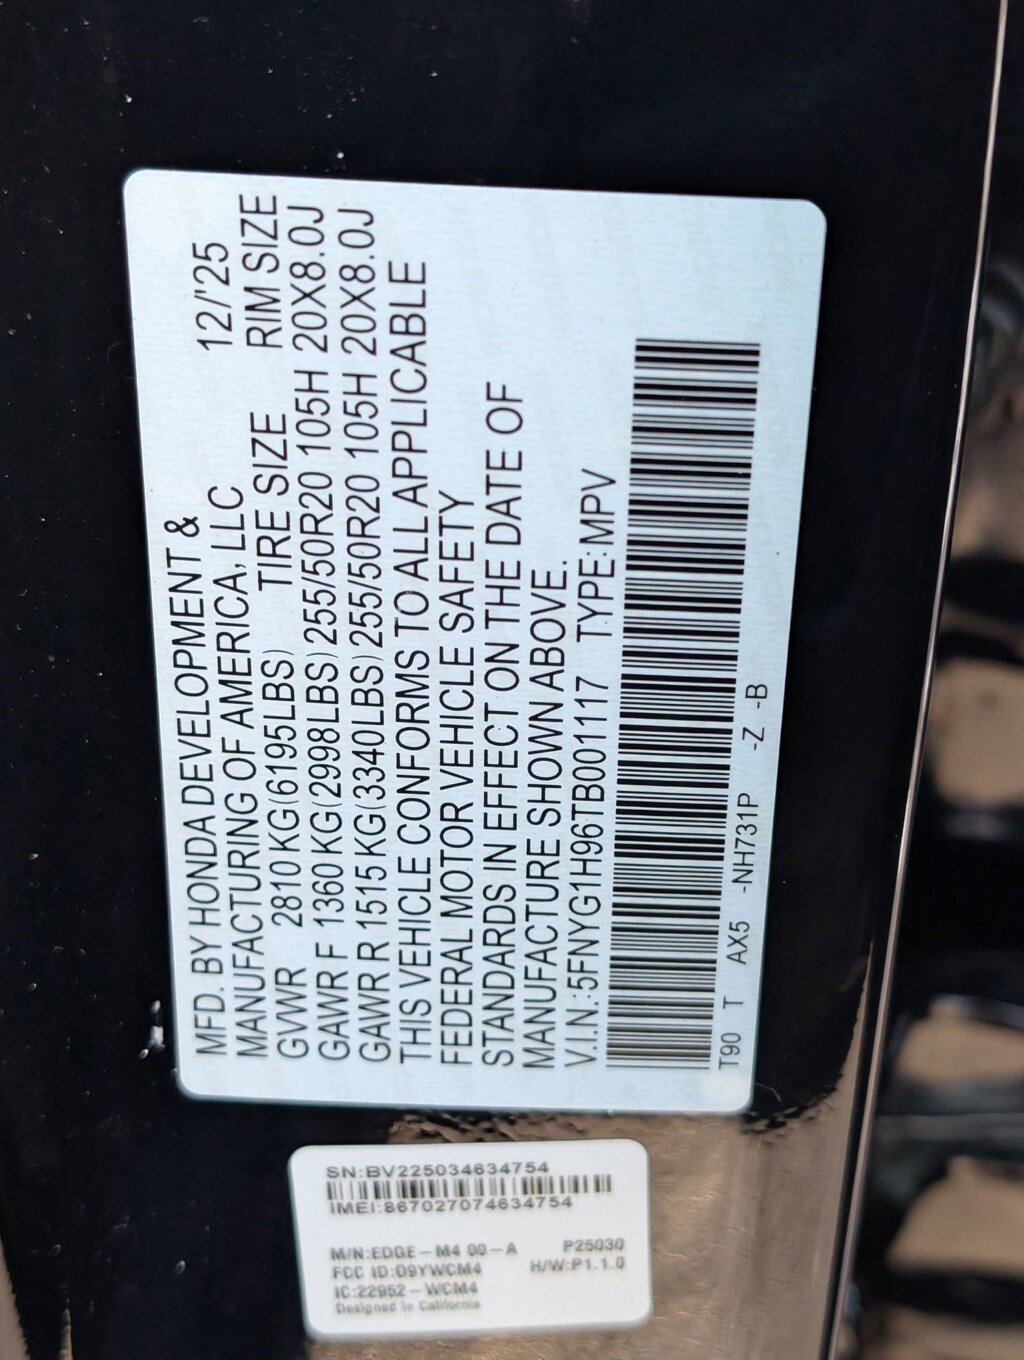 MFD. BY HONDA DEVELOPMENT &
MANUFACTURING OF AMERICA, LLC 12/'25
GVWR 2810 KG(6195LBS) TIRE SIZE RIM SIZE
GAWR F 1360 KG(2998LBS) 255/50R20 105H 20X8.0J
GAWR R 1515 KG(3340LBS) 255/50R20 105H 20X8.0J
THIS VEHICLE CONFORMS TO ALL APPLICABLE
FEDERAL MOTOR VEHICLE SAFETY
STANDARDS IN EFFECT ON THE DATE OF
MANUFACTURE SHOWN ABOVE.
V.I.N.:5FNYG1H96TB001117 TYPE:MPV
T90 T AX5 -NH731P -Z -B
SN:BV225034634754
IMEI:867027074634754
M/N:EDGE-M4 00-A P25030
FCC ID:O9YWCM4 H/W:P1.1.0
IC:22952-WCM4
Designed in California